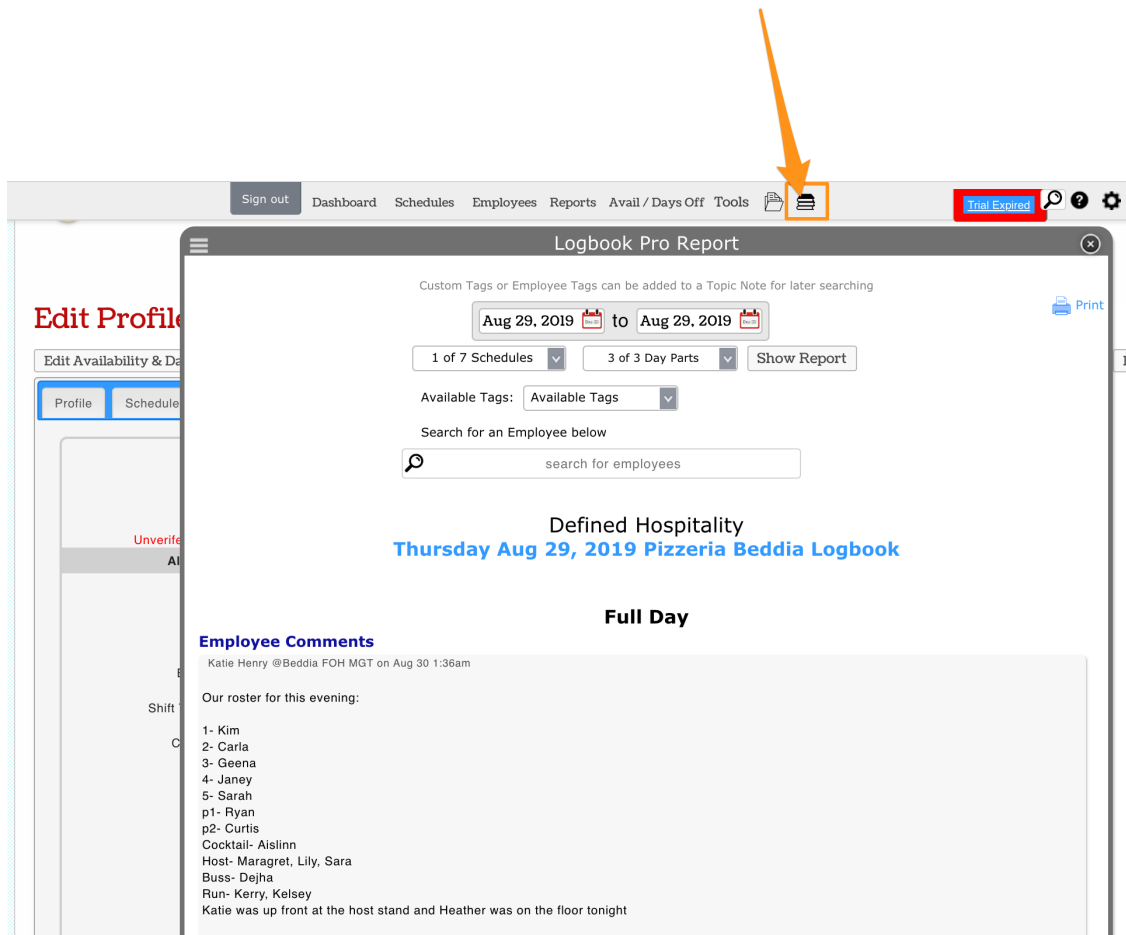 Sign out Dashboard Schedules Employees Reports Avail / Days Off Tools Trial Expired
Logbook Pro Report
Custom Tags or Employee Tags can be added to a Topic Note for later searching
Print
Edit Profile
Aug 29, 2019 to Aug 29, 2019
Edit Availability & Da
1 of 7 Schedules 3 of 3 Day Parts Show Report
Profile Schedule
Available Tags: Available Tags
Search for an Employee below
search for employees
Defined Hospitality
Unverife
Thursday Aug 29, 2019 Pizzeria Beddia Logbook
Al
Full Day
Employee Comments
Katie Henry @Beddia FOH MGT on Aug 30 1:36am
Our roster for this evening:
Shift
1- Kim
C
2- Carla
3- Geena
4- Janey
5- Sarah
p1- Ryan
p2- Curtis
Cocktail- Aislinn
Host- Maragret, Lily, Sara
Buss- Dejha
Run- Kerry, Kelsey
Katie was up front at the host stand and Heather was on the floor tonight